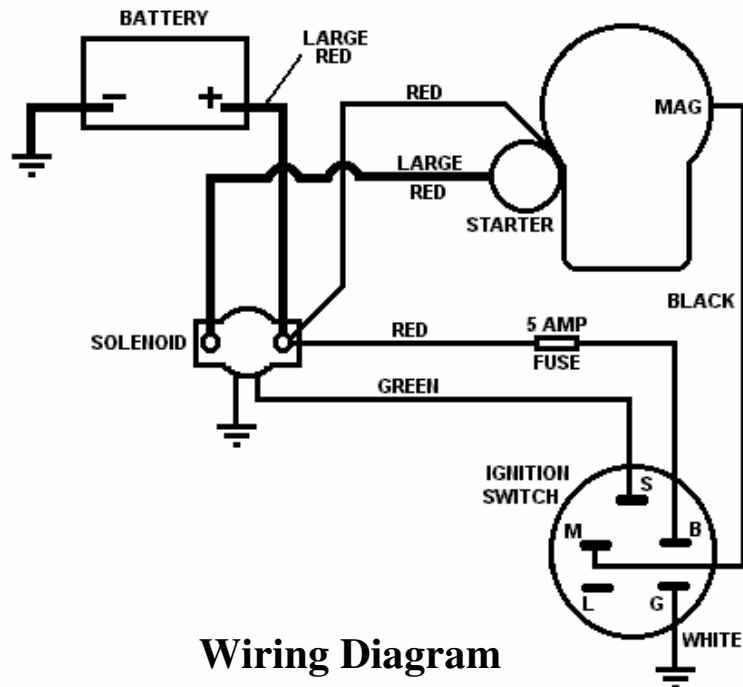 BATTERY
LARGE
RED
- +
RED
MAG
LARGE
RED
STARTER
BLACK
SOLENOID
RED
5 AMP
FUSE
GREEN
IGNITION
SWITCH
S
M
B
L
G
WHITE
Wiring Diagram